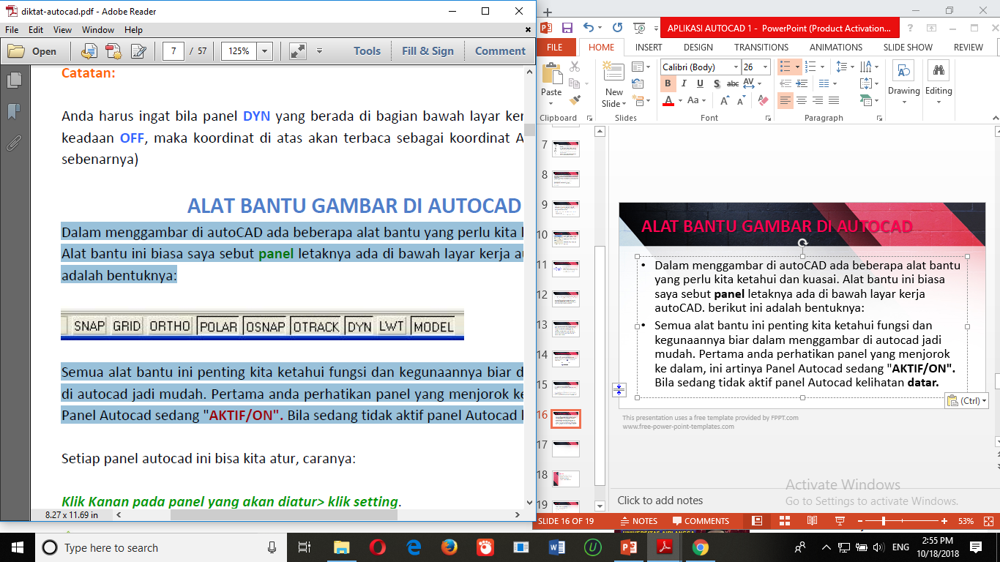 diktat-autocad.pdf - Adobe Reader
File Edit View Window Help
Open 7 / 57 125% Tools Fill & Sign Comment
Catatan:
Anda harus ingat bila panel DYN yang berada di bagian bawah layar ker
keadaan OFF, maka koordinat di atas akan terbaca sebagai koordinat A
sebenarnya)
ALAT BANTU GAMBAR DI AUTOCAD
Dalam menggambar di autoCAD ada beberapa alat bantu yang perlu kita k
Alat bantu ini biasa saya sebut panel letaknya ada di bawah layar kerja au
adalah bentuknya:
SNAP GRID ORTHO POLAR OSNAP OTRACK DYN LWT MODEL
Semua alat bantu ini penting kita ketahui fungsi dan kegunaannya biar d
di autocad jadi mudah. Pertama anda perhatikan panel yang menjorok ke
Panel Autocad sedang "AKTIF/ON". Bila sedang tidak aktif panel Autocad k
Setiap panel autocad ini bisa kita atur, caranya:
Klik Kanan pada panel yang akan diatur> klik setting.
8.27 x 11.69 in
APLIKASI AUTOCAD 1 - PowerPoint (Product Activation...
FILE HOME INSERT DESIGN TRANSITIONS ANIMATIONS SLIDE SHOW REVIEW
Calibri (Body) 26
B I U S abc AV
A Aa A A
Paste
New
Slide
Drawing
Editing
Clipboard Slides Font Paragraph
7
8
9
10
11
12
13
14
15
16
17
18
19
ALAT BANTU GAMBAR DI AUTOCAD
• Dalam menggambar di autoCAD ada beberapa alat bantu
yang perlu kita ketahui dan kuasai. Alat bantu ini biasa
saya sebut panel letaknya ada di bawah layar kerja
autoCAD. berikut ini adalah bentuknya:
• Semua alat bantu ini penting kita ketahui fungsi dan
kegunaannya biar dalam menggambar di autocad jadi
mudah. Pertama anda perhatikan panel yang menjorok
ke dalam, ini artinya Panel Autocad sedang "AKTIF/ON".
Bila sedang tidak aktif panel Autocad kelihatan datar.
(Ctrl)
This presentation uses a free template provided by FPPT.com
www.free-power-point-templates.com
Activate Windows
Go to Settings to activate Windows.
Click to add notes
SLIDE 16 OF 19 NOTES COMMENTS 53%
Type here to search
ENG
2:55 PM
10/18/2018